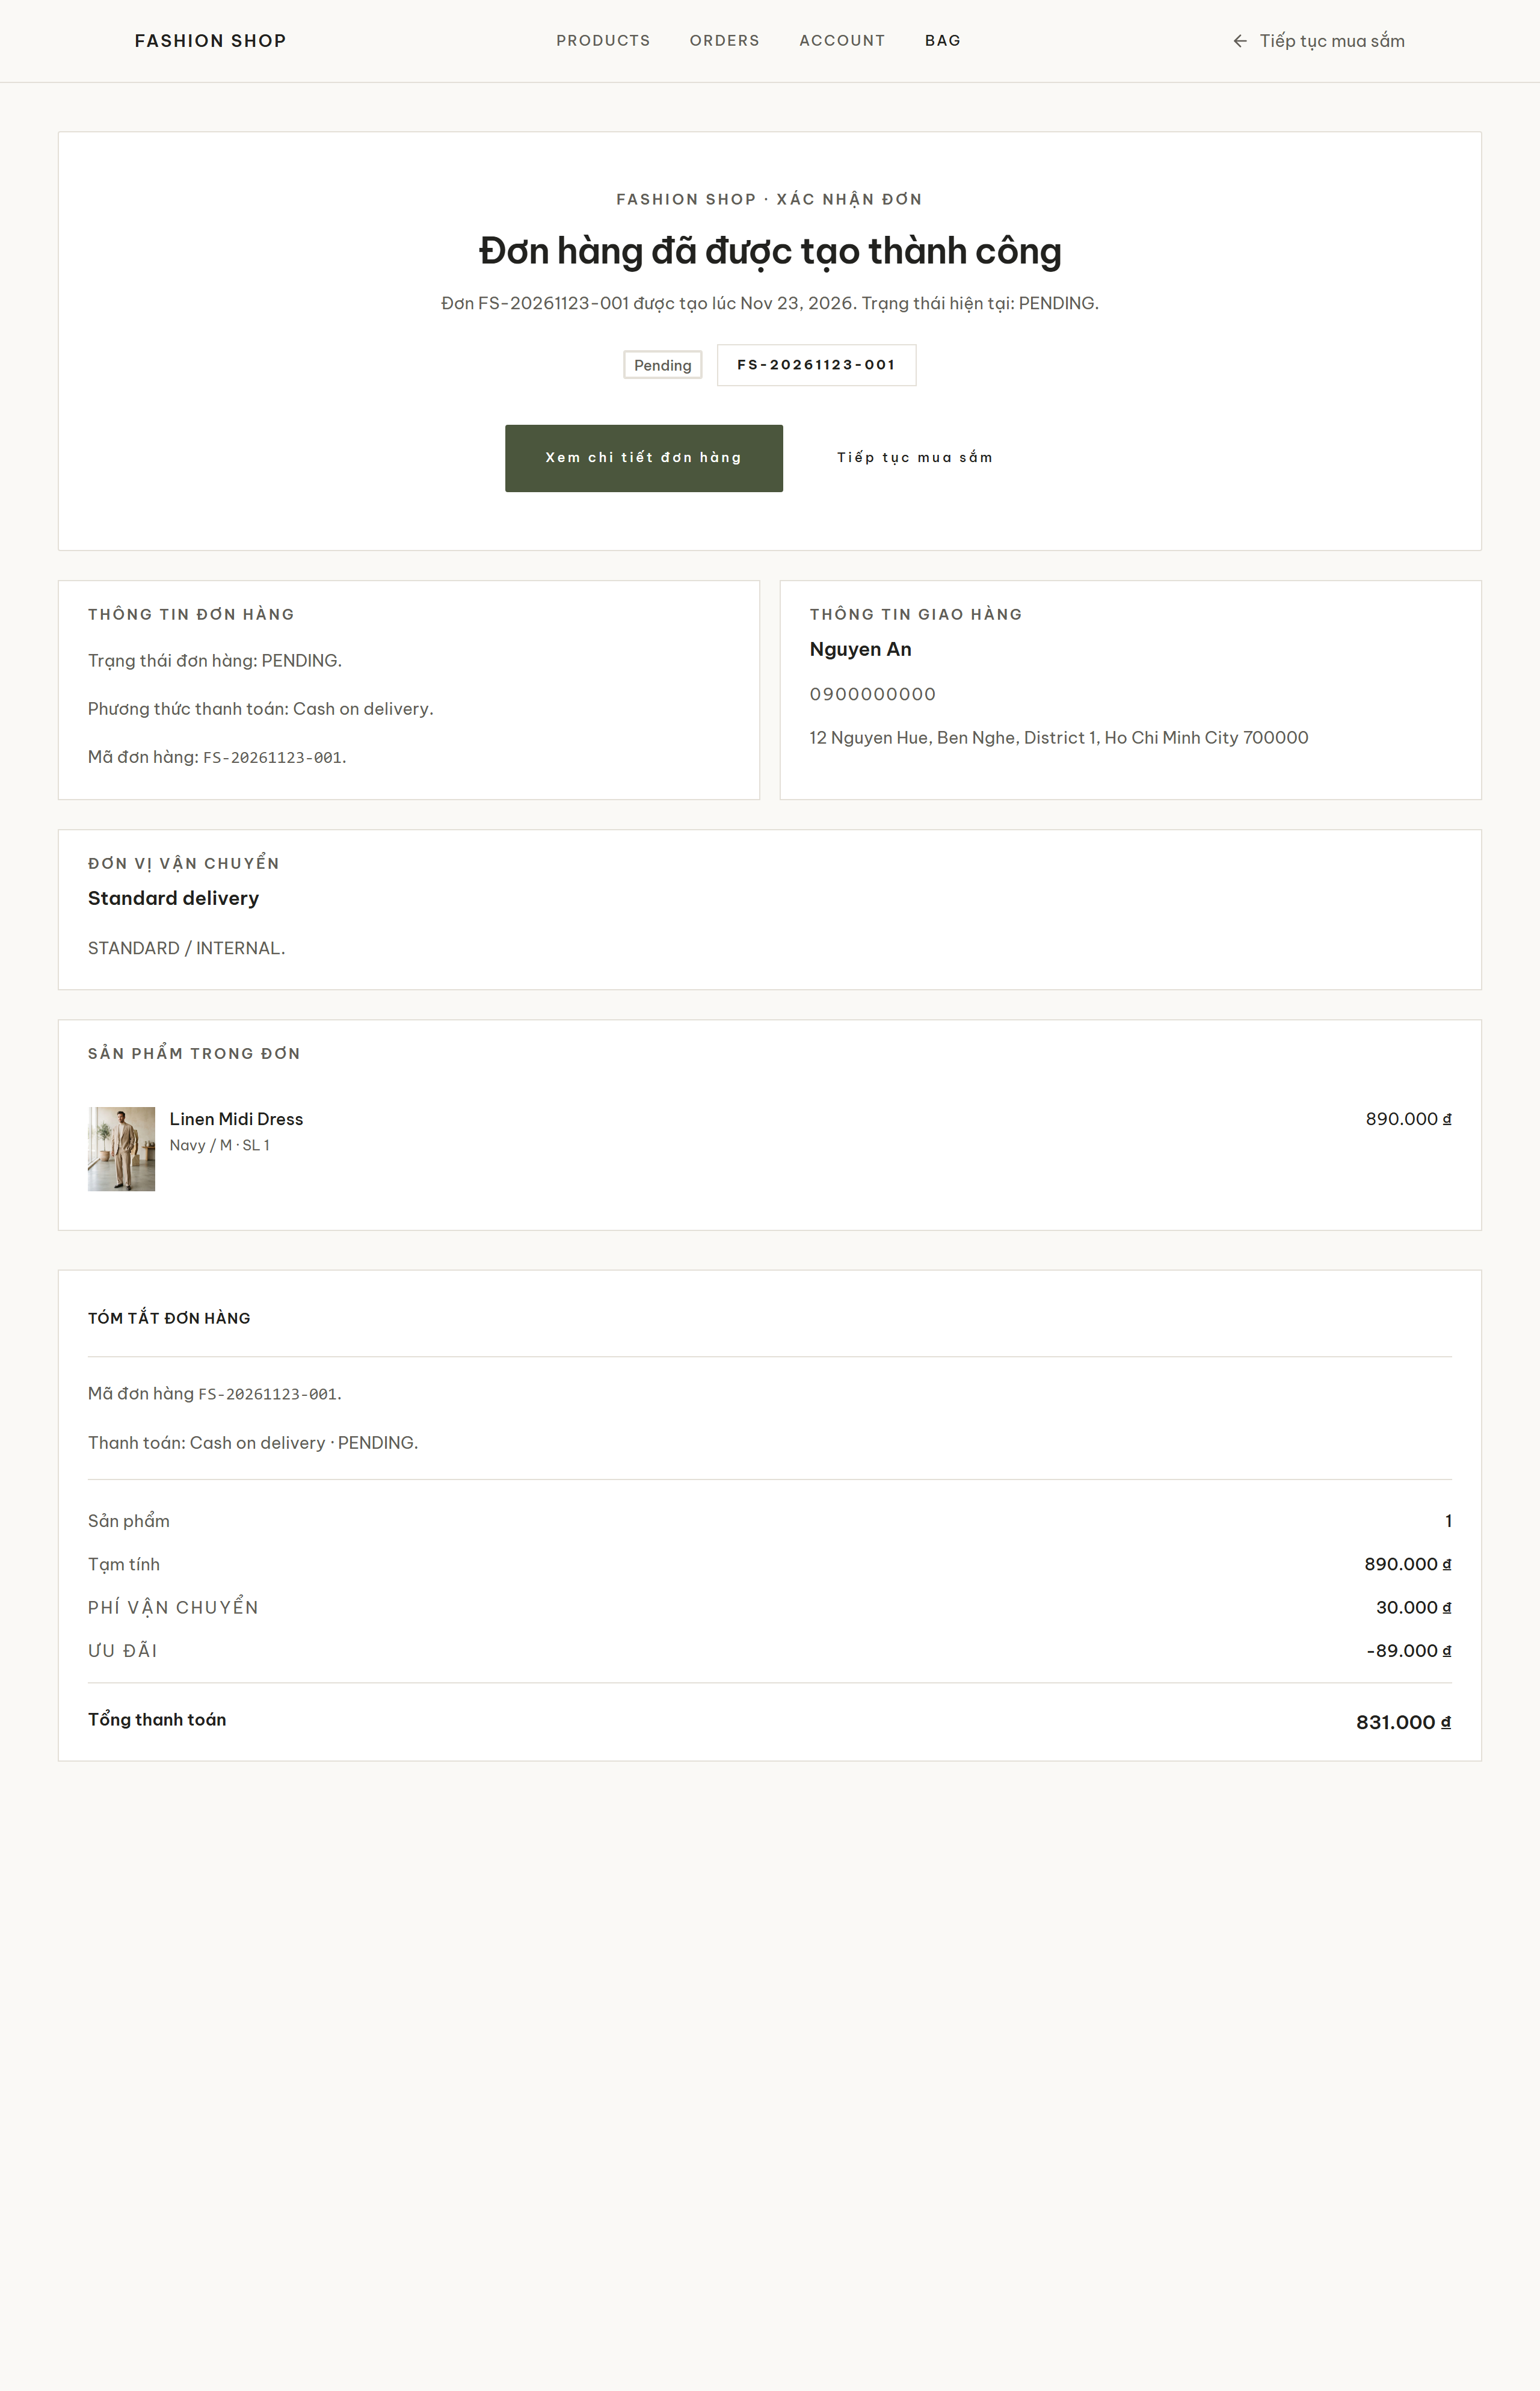 FASHION SHOP
PRODUCTS ORDERS ACCOUNT BAG
← Tiếp tục mua sắm
FASHION SHOP · XÁC NHẬN ĐƠN
Đơn hàng đã được tạo thành công
Đơn FS-20261123-001 được tạo lúc Nov 23, 2026. Trạng thái hiện tại: PENDING.
Pending FS-20261123-001
Xem chi tiết đơn hàng Tiếp tục mua sắm
THÔNG TIN ĐƠN HÀNG
Trạng thái đơn hàng: PENDING.
Phương thức thanh toán: Cash on delivery.
Mã đơn hàng: FS-20261123-001.
THÔNG TIN GIAO HÀNG
Nguyen An
0900000000
12 Nguyen Hue, Ben Nghe, District 1, Ho Chi Minh City 700000
ĐƠN VỊ VẬN CHUYỂN
Standard delivery
STANDARD / INTERNAL.
SẢN PHẨM TRONG ĐƠN
Linen Midi Dress 890.000 ₫
Navy / M · SL 1
TÓM TẮT ĐƠN HÀNG
Mã đơn hàng FS-20261123-001.
Thanh toán: Cash on delivery · PENDING.
Sản phẩm 1
Tạm tính 890.000 ₫
PHÍ VẬN CHUYỂN 30.000 ₫
ƯU ĐÃI -89.000 ₫
Tổng thanh toán 831.000 ₫